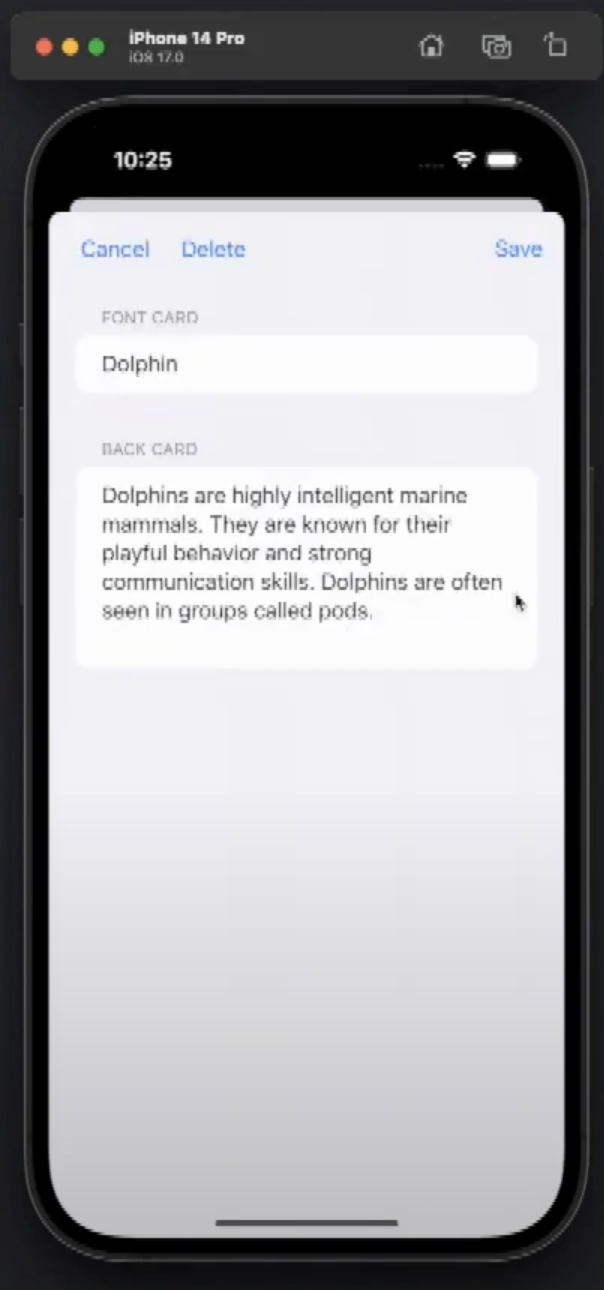 iPhone 14 Pro
iOS 17.0
10:25
Cancel Delete Save
FONT CARD
Dolphin
BACK CARD
Dolphins are highly intelligent marine
mammals. They are known for their
playful behavior and strong
communication skills. Dolphins are often
seen in groups called pods.